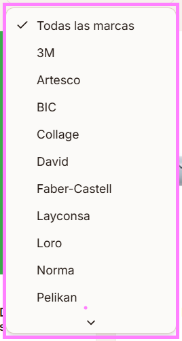 Todas las marcas
3M
Artesco
BIC
Collage
David
Faber-Castell
Layconsa
Loro
Norma
Pelikan